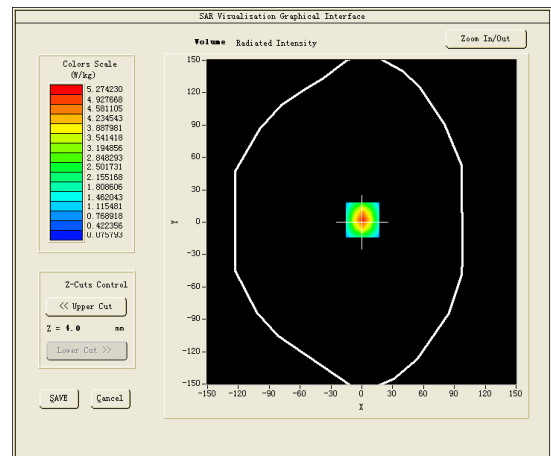 SAR Visualisation Graphical Interface
Volume Radiated Intensity
Zoom In/Out
Colors Scale
(W/kg)
5.274230
4.927668
4.581105
4.234543
3.887981
3.541418
3.194856
2.848293
2.501731
2.155168
1.808606
1.462043
1.115481
0.768918
0.422356
0.075793
150
120
90
60
30
0
-30
-60
-90
-120
-150
Y
-150 -120 -90 -60 -30 0 30 60 90 120 150
X
Z-Cuts Control
<< Upper Cut
Z = 4.0 mm
Lower Cut >>
SAVE
Cancel